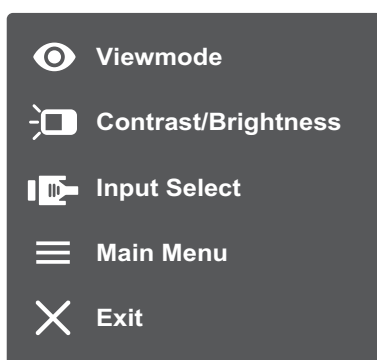 Viewmode
Contrast/Brightness
Input Select
Main Menu
Exit